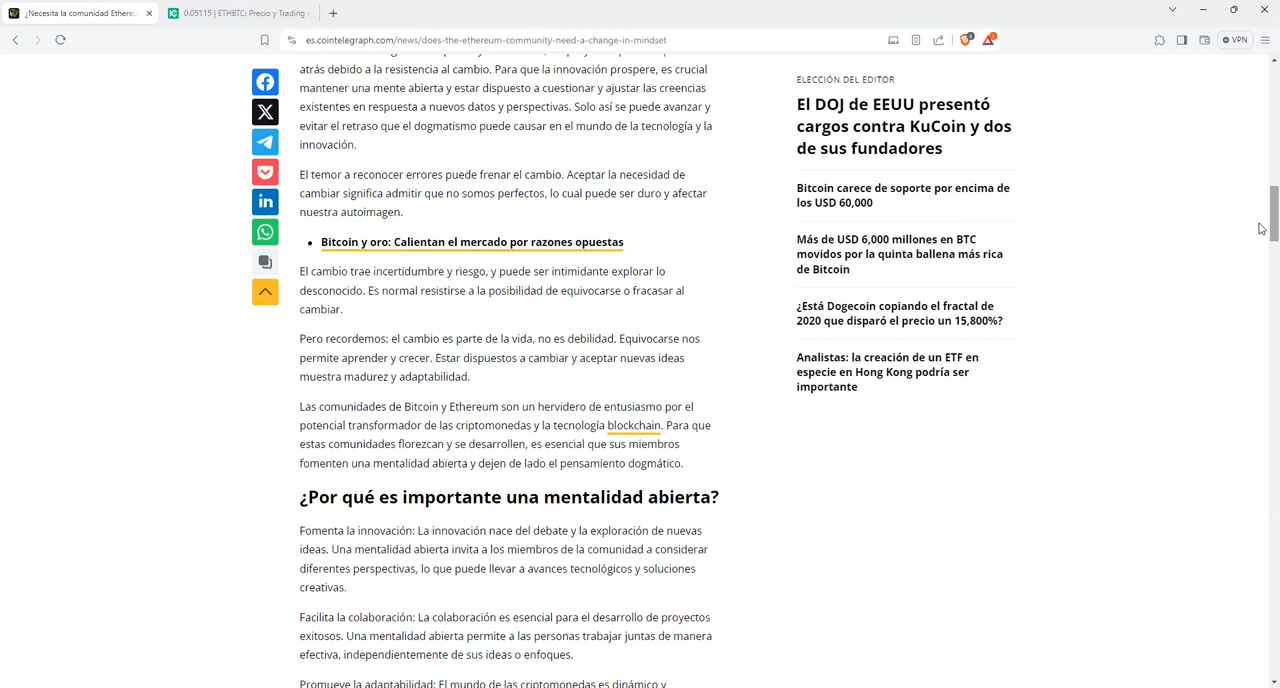 ¿Necesita la comunidad Ethere
0.05115 | ETHBTC: Precio y Trading
es.cointelegraph.com/news/does-the-ethereum-community-need-a-change-in-mindset
VPN
atrás debido a la resistencia al cambio. Para que la innovación prospere, es crucial
mantener una mente abierta y estar dispuesto a cuestionar y ajustar las creencias
existentes en respuesta a nuevos datos y perspectivas. Solo así se puede avanzar y
evitar el retraso que el dogmatismo puede causar en el mundo de la tecnología y la
innovación.
El temor a reconocer errores puede frenar el cambio. Aceptar la necesidad de
cambiar significa admitir que no somos perfectos, lo cual puede ser duro y afectar
nuestra autoimagen.
• Bitcoin y oro: Calientan el mercado por razones opuestas
El cambio trae incertidumbre y riesgo, y puede ser intimidante explorar lo
desconocido. Es normal resistirse a la posibilidad de equivocarse o fracasar al
cambiar.
Pero recordemos: el cambio es parte de la vida, no es debilidad. Equivocarse nos
permite aprender y crecer. Estar dispuestos a cambiar y aceptar nuevas ideas
muestra madurez y adaptabilidad.
Las comunidades de Bitcoin y Ethereum son un hervidero de entusiasmo por el
potencial transformador de las criptomonedas y la tecnología blockchain. Para que
estas comunidades florezcan y se desarrollen, es esencial que sus miembros
fomenten una mentalidad abierta y dejen de lado el pensamiento dogmático.
¿Por qué es importante una mentalidad abierta?
Fomenta la innovación: La innovación nace del debate y la exploración de nuevas
ideas. Una mentalidad abierta invita a los miembros de la comunidad a considerar
diferentes perspectivas, lo que puede llevar a avances tecnológicos y soluciones
creativas.
Facilita la colaboración: La colaboración es esencial para el desarrollo de proyectos
exitosos. Una mentalidad abierta permite a las personas trabajar juntas de manera
efectiva, independientemente de sus ideas o enfoques.
Promueve la adaptabilidad: El mundo de las criptomonedas es dinámico y
ELECCIÓN DEL EDITOR
El DOJ de EEUU presentó
cargos contra KuCoin y dos
de sus fundadores
Bitcoin carece de soporte por encima de
los USD 60,000
Más de USD 6,000 millones en BTC
movidos por la quinta ballena más rica
de Bitcoin
¿Está Dogecoin copiando el fractal de
2020 que disparó el precio un 15,800%?
Analistas: la creación de un ETF en
especie en Hong Kong podría ser
importante